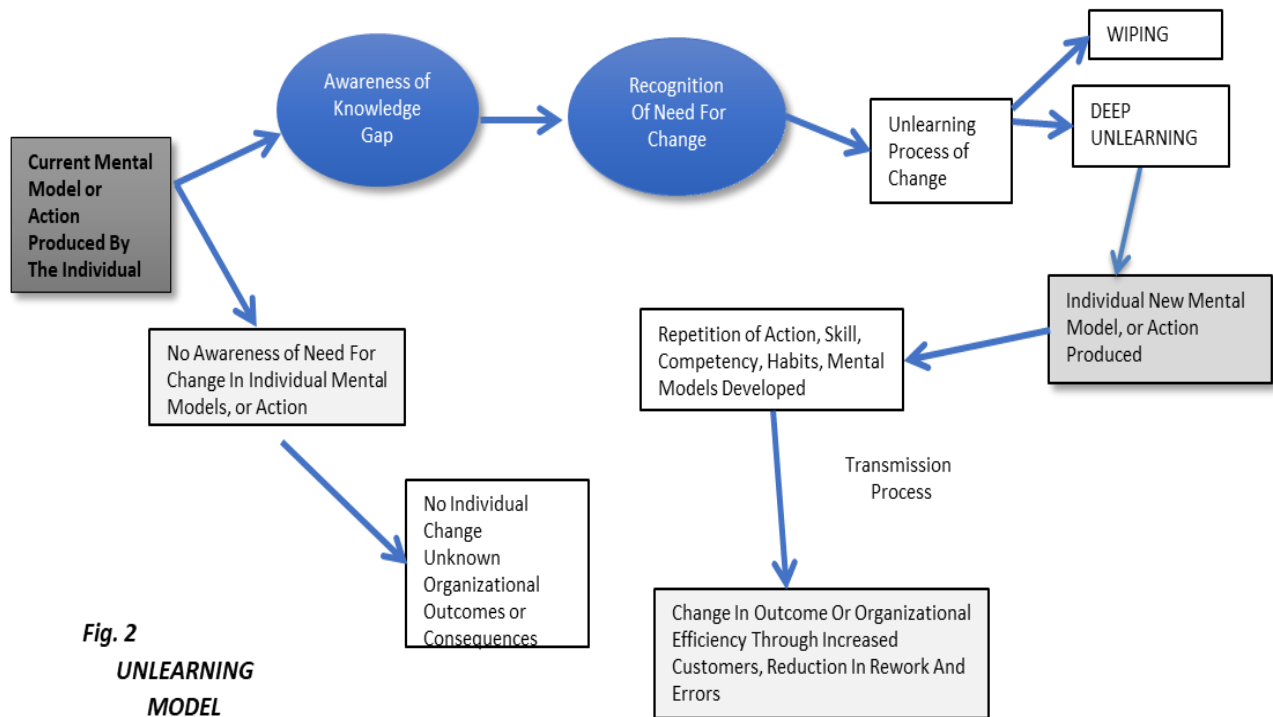 WIPING
Awareness of
Knowledge
Gap
Recognition
Of Need For
Change
Unlearning
Process of
Change
DEEP
UNLEARNING
Current Mental
Model or
Action
Produced By
The Individual
Individual New Mental
Model, or Action
Produced
Repetition of Action, Skill,
Competency, Habits, Mental
Models Developed
No Awareness of Need For
Change In Individual Mental
Models, or Action
Transmission
Process
No Individual
Change
Unknown
Organizational
Outcomes or
Consequences
Change In Outcome Or Organizational
Efficiency Through Increased
Customers, Reduction In Rework And
Errors
Fig. 2
UNLEARNING
MODEL